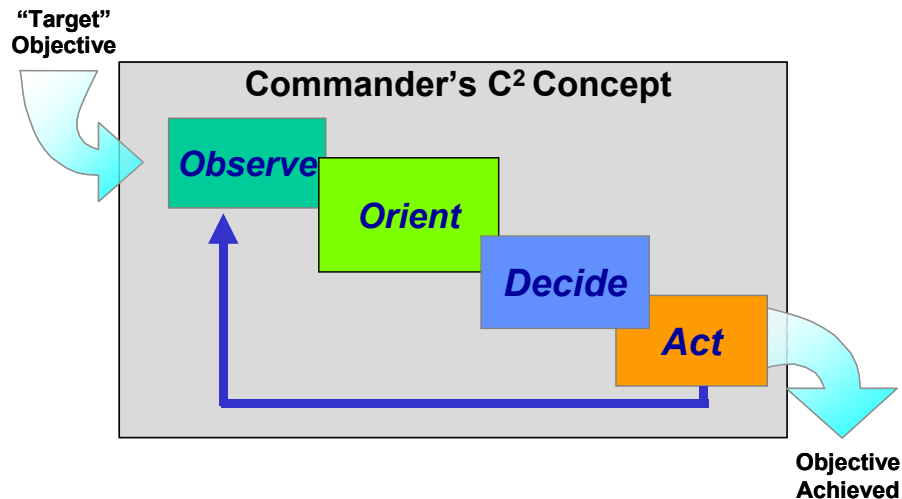 “Target”
Objective
Commander’s C² Concept
Observe
Orient
Decide
Act
Objective
Achieved